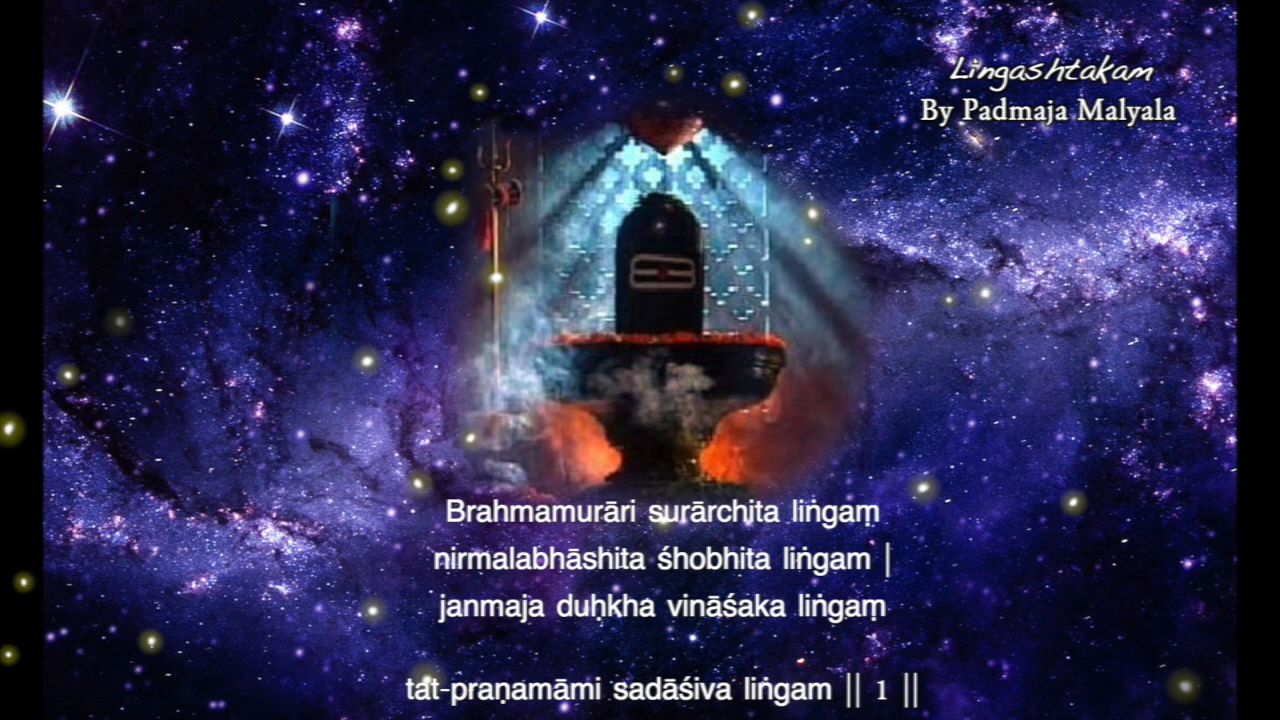 Lingashtakam
By Padmaja Malyala
Brahmamurāri surārchita liṅgaṃ
nirmalabhāshita śhobhita liṅgam |
janmaja duḥkha vināśaka liṅgaṃ
tat-praṇamāmi sadāśiva liṅgam || 1 ||